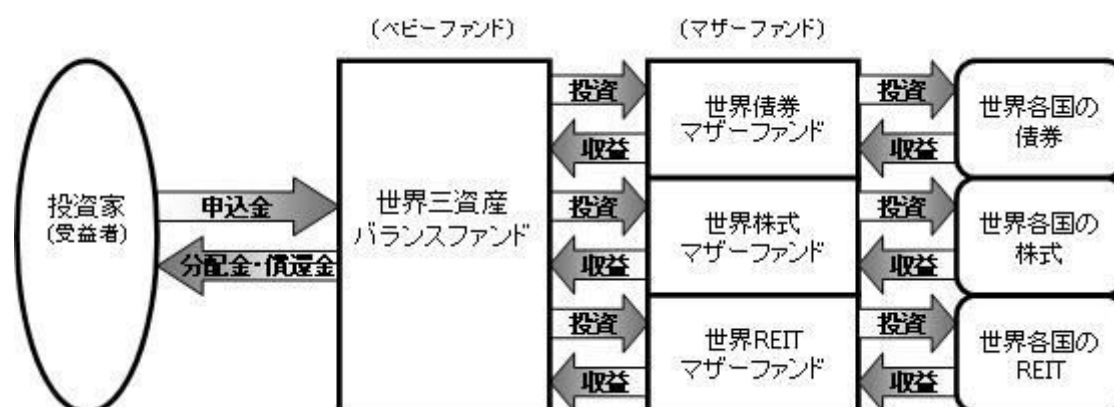 (ベビーファンド)
(マザーファンド)
投資家
(受益者)
申込金
分配金・償還金
世界三資産
バランスファンド
投資
収益
世界債券
マザーファンド
投資
収益
世界各国の
債券
投資
収益
世界株式
マザーファンド
投資
収益
世界各国の
株式
投資
収益
世界REIT
マザーファンド
投資
収益
世界各国の
REIT